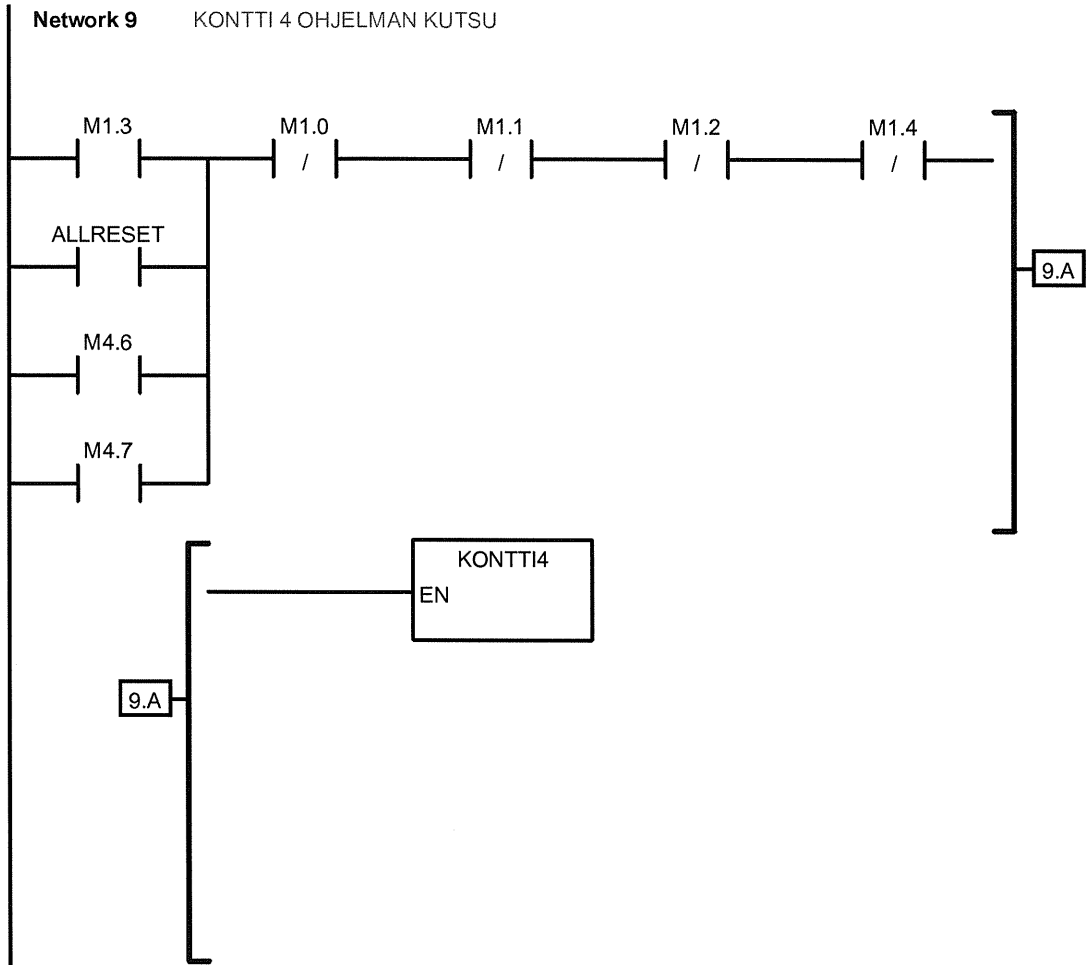 Network 9 KONTTI 4 OHJELMAN KUTSU
M1.3 M1.0 M1.1 M1.2 M1.4
/ / / /
ALLRESET
9.A
M4.6
M4.7
KONTTI4
EN
9.A